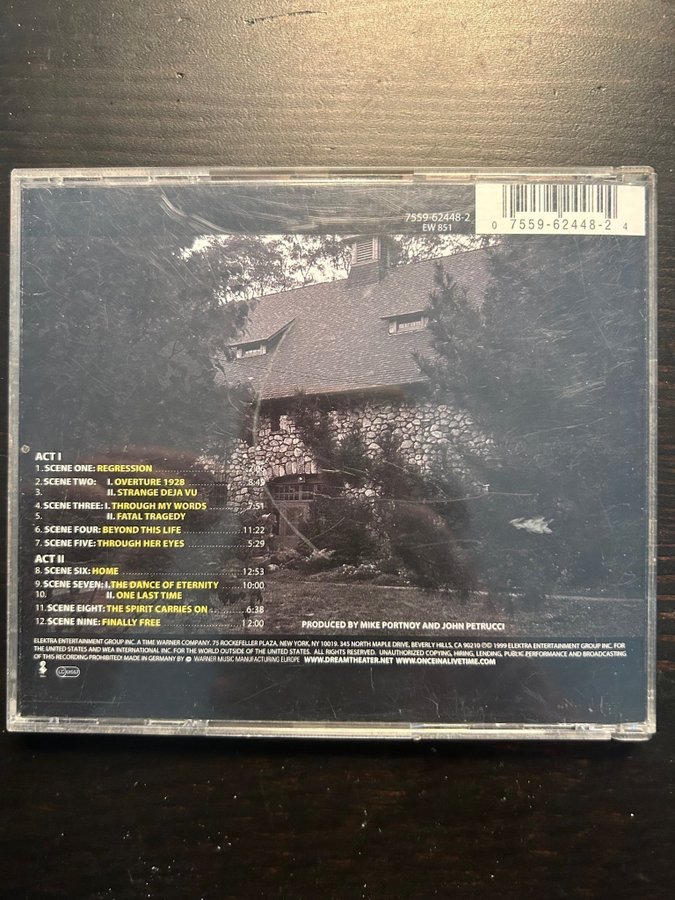 7559-62448-2
EW 851
0 7559-62448-2 4
ACT I
1. SCENE ONE: REGRESSION
2. SCENE TWO: I. OVERTURE 1928 8:49
3. II. STRANGE DEJA VU
4. SCENE THREE: I. THROUGH MY WORDS 7:51
5. II. FATAL TRAGEDY
6. SCENE FOUR: BEYOND THIS LIFE 11:22
7. SCENE FIVE: THROUGH HER EYES 5:29
ACT II
8. SCENE SIX: HOME 12:53
9. SCENE SEVEN: I. THE DANCE OF ETERNITY 10:00
10. II. ONE LAST TIME
11. SCENE EIGHT: THE SPIRIT CARRIES ON 6:38
12. SCENE NINE: FINALLY FREE 12:00
PRODUCED BY MIKE PORTNOY AND JOHN PETRUCCI
ELEKTRA ENTERTAINMENT GROUP INC. A TIME WARNER COMPANY. 75 ROCKEFELLER PLAZA, NEW YORK, NY 10019. 345 NORTH MAPLE DRIVE, BEVERLY HILLS, CA 90210 ℗© 1999 ELEKTRA ENTERTAINMENT GROUP INC. FOR
THE UNITED STATES AND WEA INTERNATIONAL INC. FOR THE WORLD OUTSIDE OF THE UNITED STATES. ALL RIGHTS RESERVED. UNAUTHORIZED COPYING, HIRING, LENDING, PUBLIC PERFORMANCE AND BROADCASTING
OF THIS RECORDING PROHIBITED! MADE IN GERMANY BY WARNER MUSIC MANUFACTURING EUROPE WWW.DREAMTHEATER.NET WWW.ONCEINALIVETIME.COM